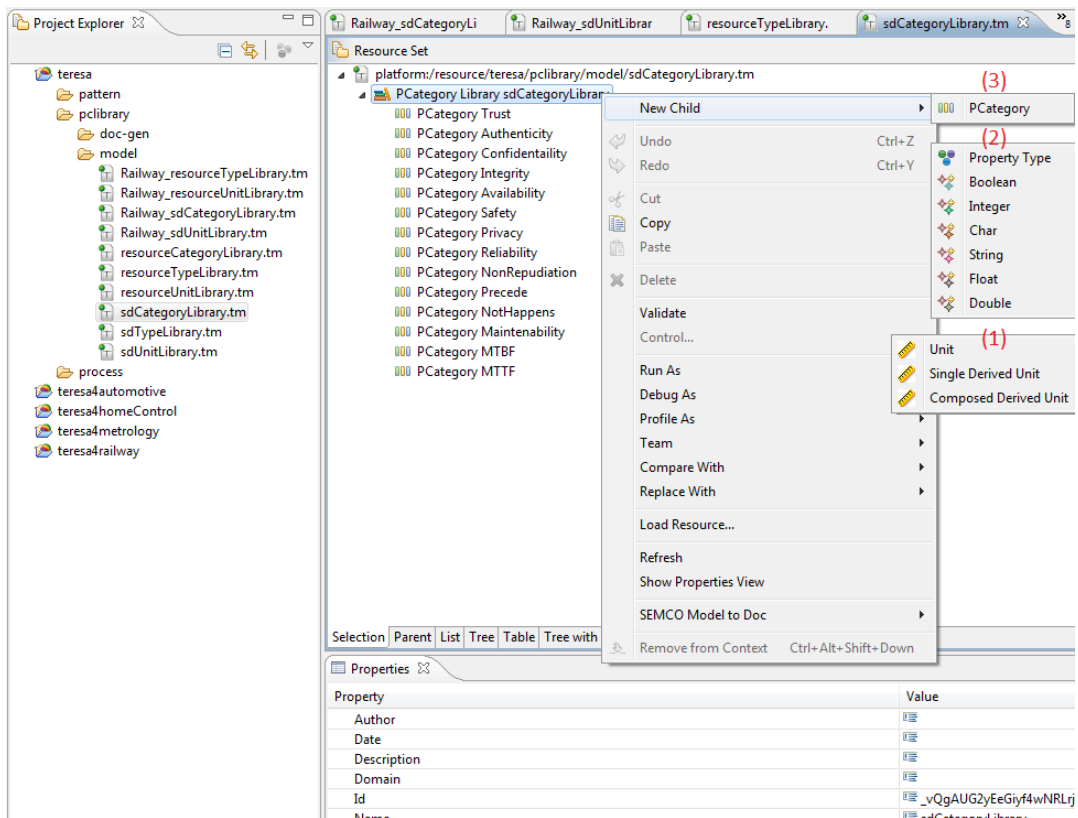 Project Explorer
teresa
pattern
pclibrary
doc-gen
model
Railway_resourceTypeLibrary.tm
Railway_resourceUnitLibrary.tm
Railway_sdCategoryLibrary.tm
Railway_sdUnitLibrary.tm
resourceCategoryLibrary.tm
resourceTypeLibrary.tm
resourceUnitLibrary.tm
sdCategoryLibrary.tm
sdTypeLibrary.tm
sdUnitLibrary.tm
process
teresa4automotive
teresa4homeControl
teresa4metrology
teresa4railway
Railway_sdCategoryLi
Railway_sdUnitLibrar
resourceTypeLibrary.
sdCategoryLibrary.tm
»8
Resource Set
platform:/resource/teresa/pclibrary/model/sdCategoryLibrary.tm
PCategory Library sdCategoryLibrary
PCategory Trust
PCategory Authenticity
PCategory Confidentaility
PCategory Integrity
PCategory Availability
PCategory Safety
PCategory Privacy
PCategory Reliability
PCategory NonRepudiation
PCategory Precede
PCategory NotHappens
PCategory Maintenability
PCategory MTBF
PCategory MTTF
New Child
Undo Ctrl+Z
Redo Ctrl+Y
Cut
Copy
Paste
Delete
Validate
Control...
Run As
Debug As
Profile As
Team
Compare With
Replace With
Load Resource...
Refresh
Show Properties View
SEMCO Model to Doc
Remove from Context Ctrl+Alt+Shift+Down
(3)
PCategory
(2)
Property Type
Boolean
Integer
Char
String
Float
Double
(1)
Unit
Single Derived Unit
Composed Derived Unit
Selection Parent List Tree Table Tree with
Properties
Property Value
Author
Date
Description
Domain
Id _vQgAUG2yEeGiyf4wNRLrj
Name sdCategoryLibrary